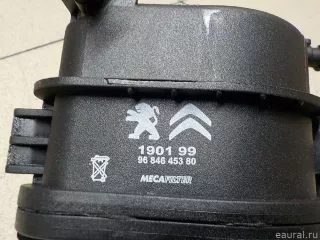 1901 99
96 846 453 80
MECAFILTER
eaural.ru